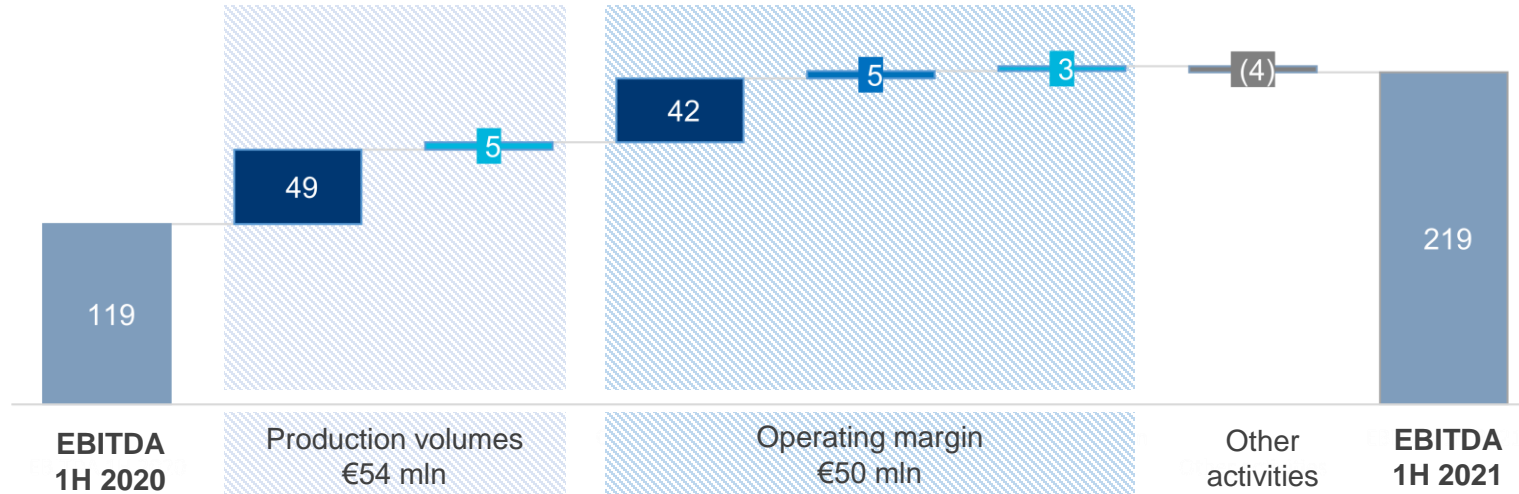 119
49
5
42
5
3
(4)
219
EBITDA
1H 2020
Production volumes
€54 mln
Operating margin
€50 mln
Other
activities
EBITDA
1H 2021